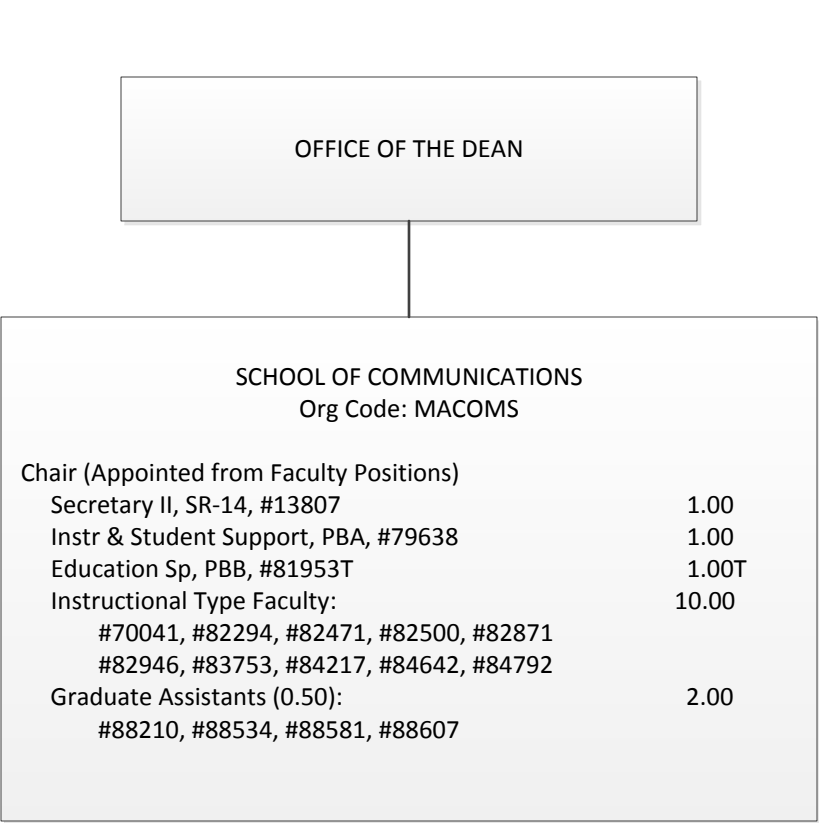 OFFICE OF THE DEAN
SCHOOL OF COMMUNICATIONS
Org Code: MACOMS
Chair (Appointed from Faculty Positions)
Secretary II, SR-14, #13807 1.00
Instr & Student Support, PBA, #79638 1.00
Education Sp, PBB, #81953T 1.00T
Instructional Type Faculty: 10.00
#70041, #82294, #82471, #82500, #82871
#82946, #83753, #84217, #84642, #84792
Graduate Assistants (0.50): 2.00
#88210, #88534, #88581, #88607